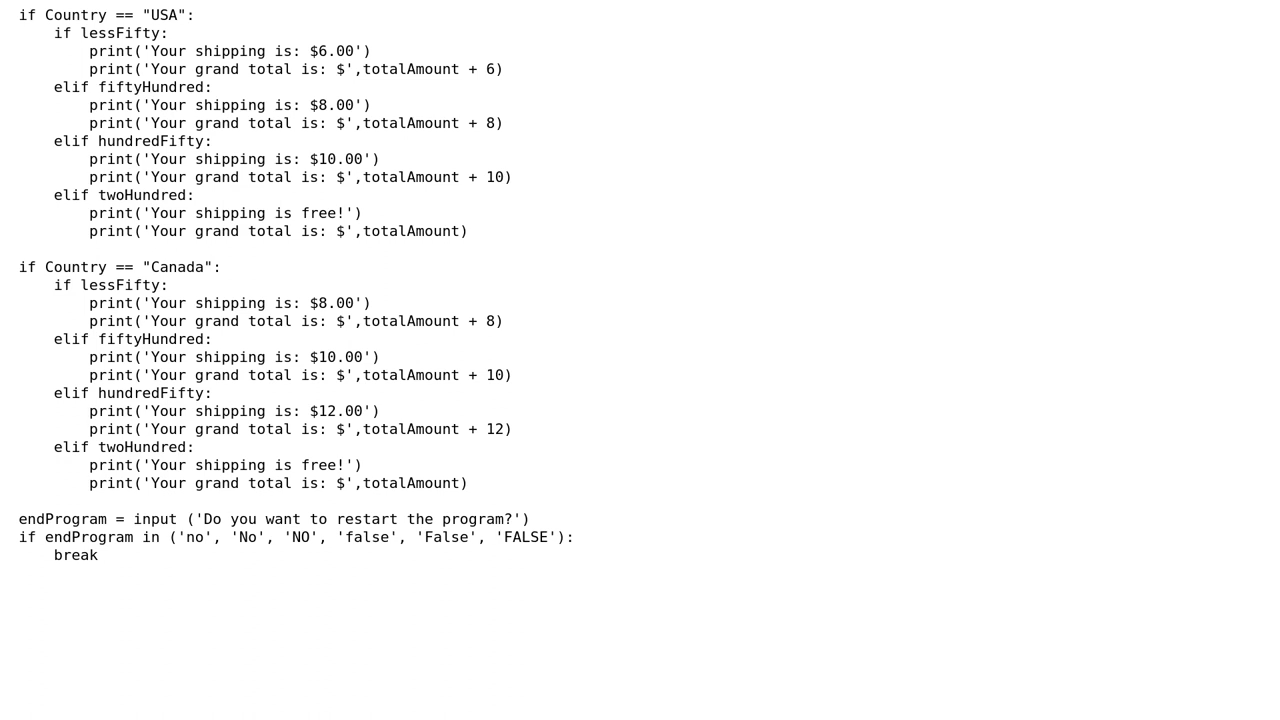 if Country == "USA":
    if lessFifty:
        print('Your shipping is: $6.00')
        print('Your grand total is: $',totalAmount + 6)
    elif fiftyHundred:
        print('Your shipping is: $8.00')
        print('Your grand total is: $',totalAmount + 8)
    elif hundredFifty:
        print('Your shipping is: $10.00')
        print('Your grand total is: $',totalAmount + 10)
    elif twoHundred:
        print('Your shipping is free!')
        print('Your grand total is: $',totalAmount)

if Country == "Canada":
    if lessFifty:
        print('Your shipping is: $8.00')
        print('Your grand total is: $',totalAmount + 8)
    elif fiftyHundred:
        print('Your shipping is: $10.00')
        print('Your grand total is: $',totalAmount + 10)
    elif hundredFifty:
        print('Your shipping is: $12.00')
        print('Your grand total is: $',totalAmount + 12)
    elif twoHundred:
        print('Your shipping is free!')
        print('Your grand total is: $',totalAmount)

endProgram = input ('Do you want to restart the program?')
if endProgram in ('no', 'No', 'NO', 'false', 'False', 'FALSE'):
    break